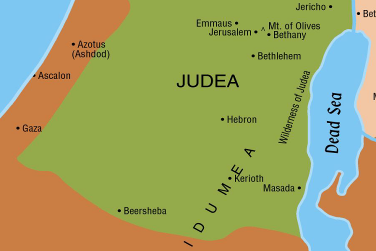 Jericho
Emmaus
Mt. of Olives
Jerusalem
Bethany
Bet
Azotus
(Ashdod)
Bethlehem
Ascalon
JUDEA
Wilderness of Judea
Dead Sea
Hebron
Gaza
IDUMEA
Kerioth
Masada
Beersheba